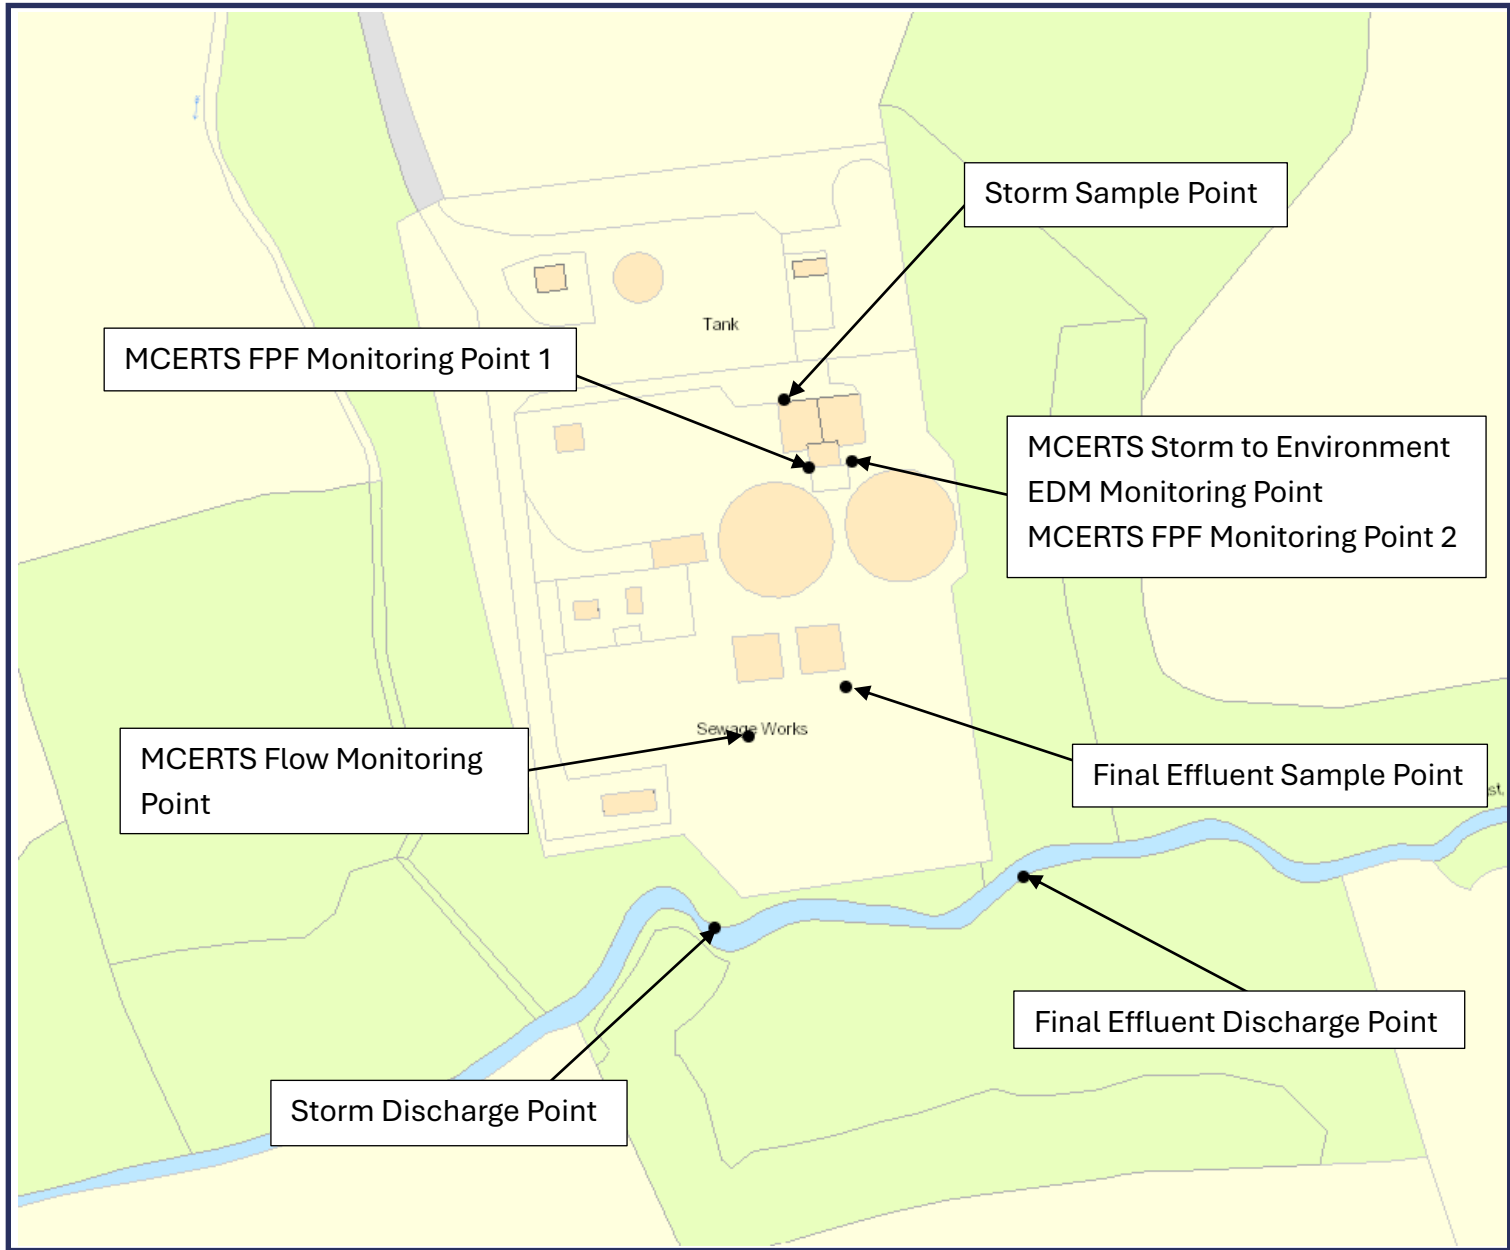 Storm Sample Point
Tank
MCERTS FPF Monitoring Point 1
MCERTS Storm to Environment
EDM Monitoring Point
MCERTS FPF Monitoring Point 2
Sewage Works
MCERTS Flow Monitoring
Point
Final Effluent Sample Point
st.
Final Effluent Discharge Point
Storm Discharge Point